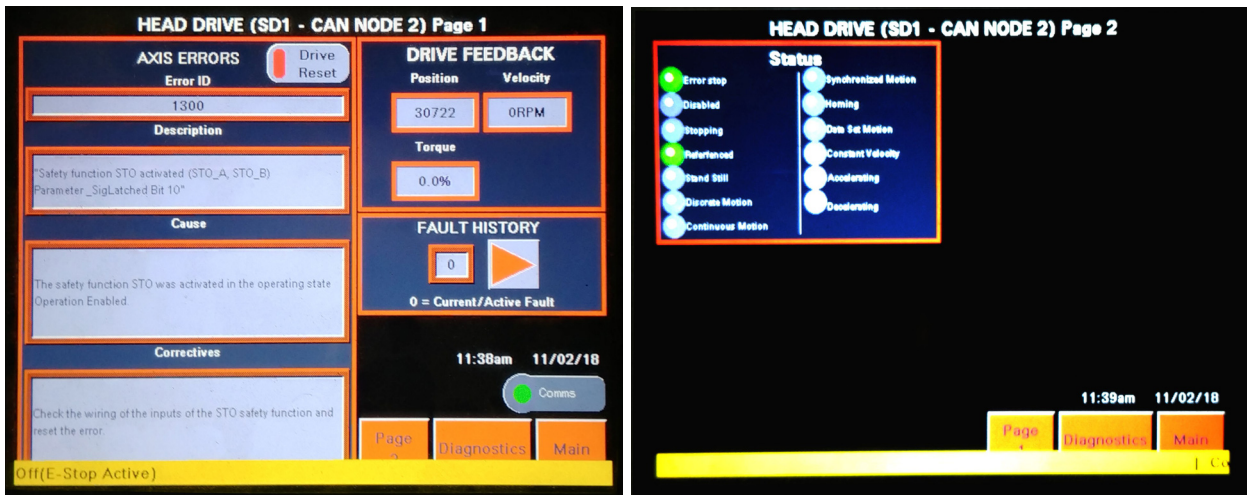 HEAD DRIVE (SD1 - CAN NODE 2) Page 1
AXIS ERRORS
Drive
Reset
Error ID
1300
Description
"Safety function STO activated (STO_A, STO_B)
Parameter _SigLatched Bit 10"
Cause
The safety function STO was activated in the operating state
Operation Enabled
Correctives
Check the wiring of the inputs of the STO safety function and
reset the error.
DRIVE FEEDBACK
Position
Velocity
30722
0RPM
Torque
0.0%
FAULT HISTORY
0
0 = Current/Active Fault
11:38am 11/02/18
Comms
Page
Diagnostics
Main
Off(E-Stop Active)
HEAD DRIVE (SD1 - CAN NODE 2) Page 2
Status
Error stop
Disabled
Stopping
Refertenced
Stand Still
Discrete Motion
Continuous Motion
Synchronized Motion
Homing
Data Set Motion
Constant Velocity
Accelerating
Decelerating
11:39am 11/02/18
Page
Diagnostics
Main